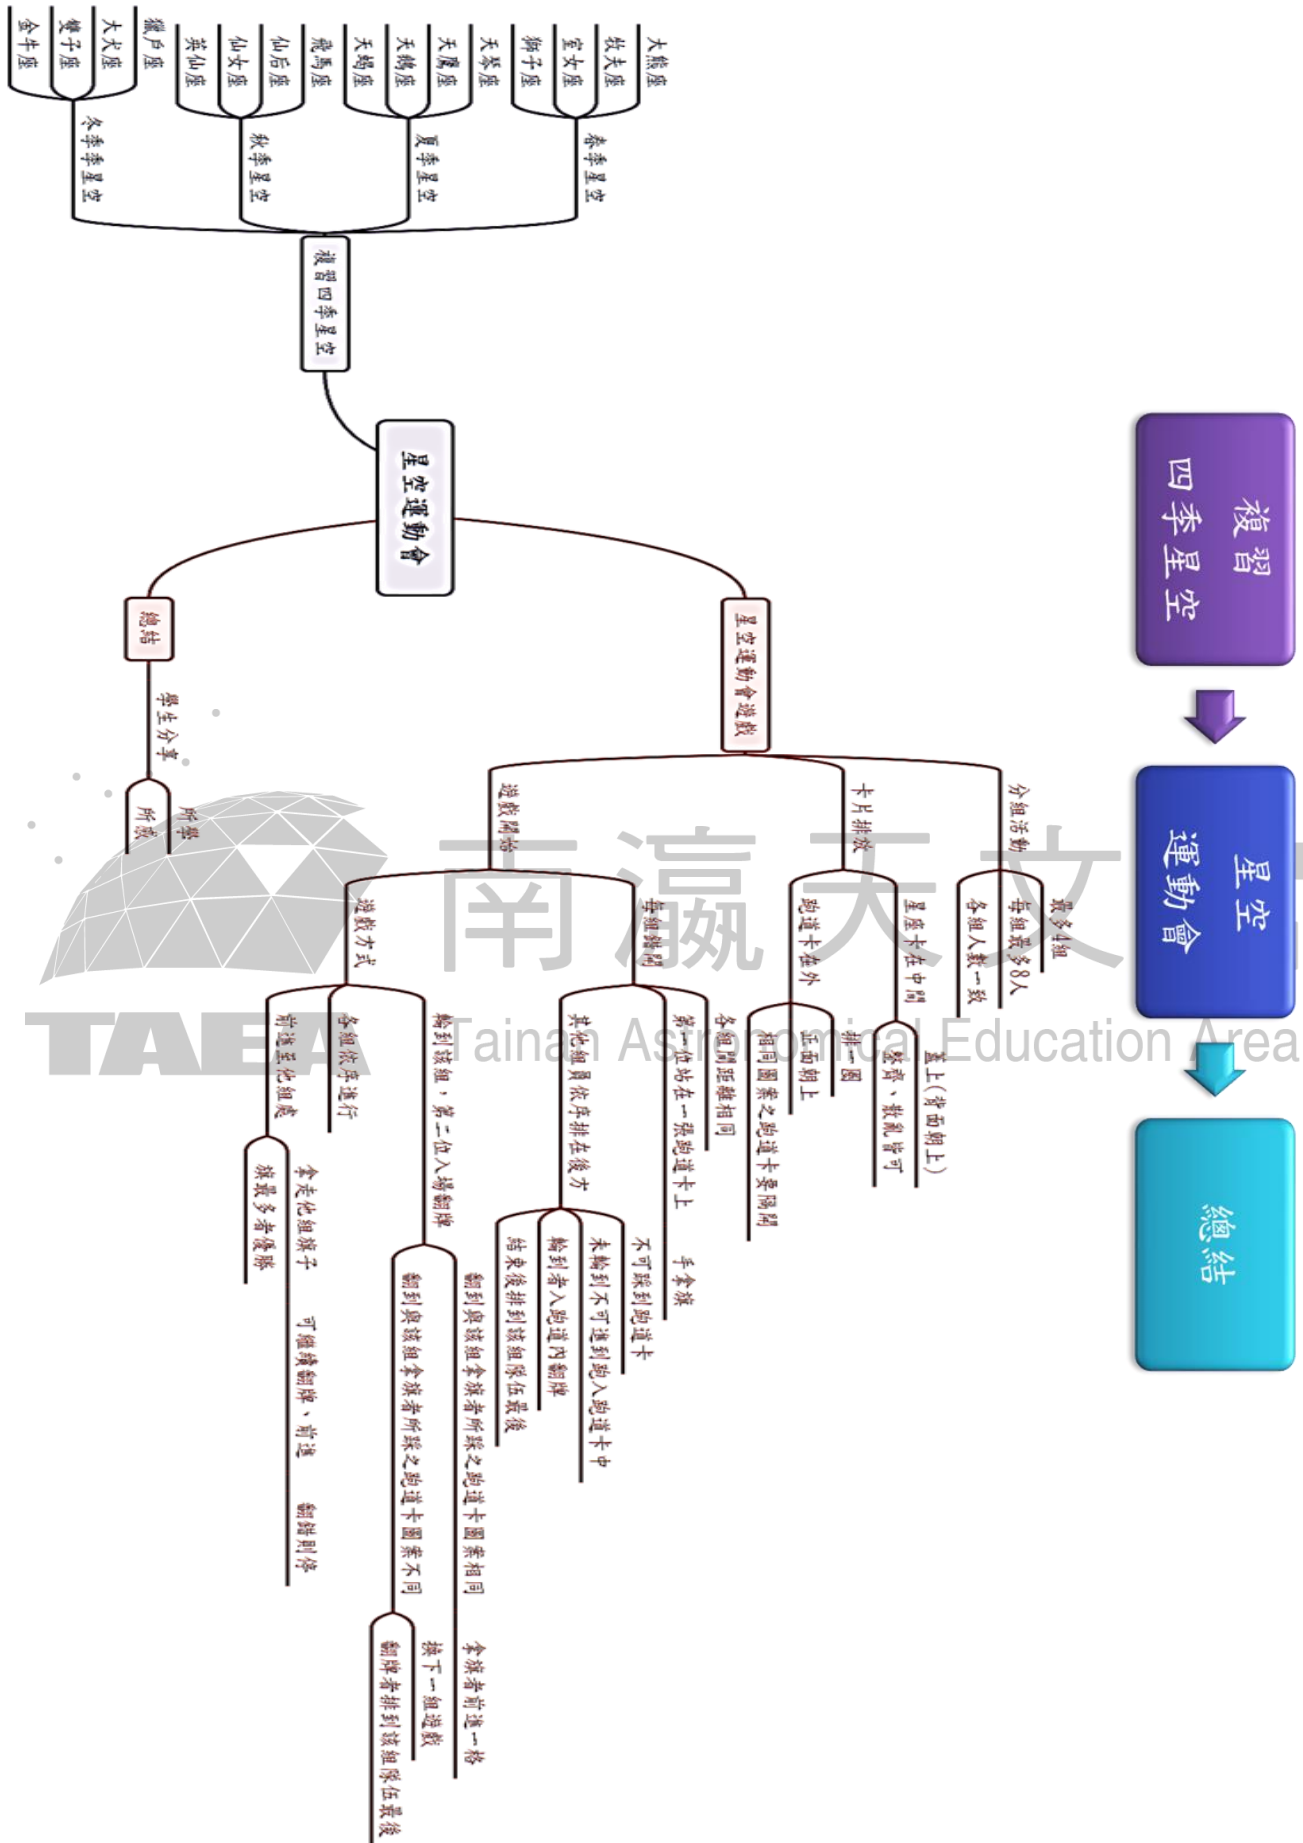 複習
四季星空
星空
運動會
總結
星空運動會
複習四季星空
春季星空
大熊座
牧夫座
室女座
獅子座
夏季星空
天琴座
天鷹座
天鵝座
天蝎座
秋季星空
飛馬座
仙后座
仙女座
英仙座
冬季季星空
獵戶座
大犬座
雙子座
金牛座
星空運動會遊戲
分組活動
最多4組
每組最多8人
各組人數一致
卡片排放
星座卡在中間
蓋上(背面朝上)
整齊、散亂皆可
跑道卡在外
排一圈
正面朝上
相同圖案之跑道卡要隔開
遊戲開始
每組錯開
各組間距離相同
第一位站在一張跑道卡上
手拿旗
其他組員依序排在後方
不可踩到跑道卡
未輪到不可進到跑入跑道卡中
輪到者入跑道內翻牌
結束後排到該組隊伍最後
遊戲方式
輪到該組，第二位入場翻牌
翻到與該組拿旗者所踩之跑道卡圖案相同
拿旗者前進一格
翻到與該組拿旗者所踩之跑道卡圖案不同
換下一組遊戲
翻牌者排到該組隊伍最後
各組依序進行
前進至他組處
拿走他組旗子
可繼續翻牌、前進
翻錯則停
旗最多者優勝
總結
學生分享
所學
所感
南瀛天文
TAEA
Tainan Astronomical Education Area